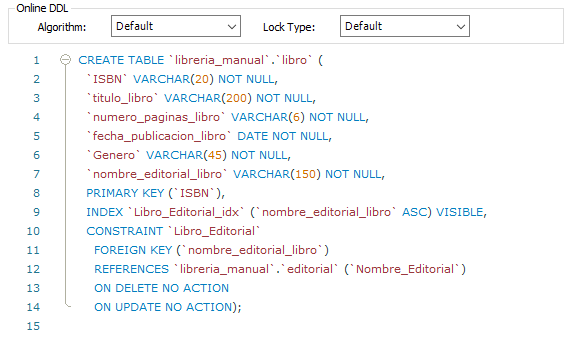 Online DDL
Algorithm: Default Lock Type: Default
1 CREATE TABLE `libreria_manual`.`libro` (
2 `ISBN` VARCHAR(20) NOT NULL,
3 `titulo_libro` VARCHAR(200) NOT NULL,
4 `numero_paginas_libro` VARCHAR(6) NOT NULL,
5 `fecha_publicacion_libro` DATE NOT NULL,
6 `Genero` VARCHAR(45) NOT NULL,
7 `nombre_editorial_libro` VARCHAR(150) NOT NULL,
8 PRIMARY KEY (`ISBN`),
9 INDEX `Libro_Editorial_idx` (`nombre_editorial_libro` ASC) VISIBLE,
10 CONSTRAINT `Libro_Editorial`
11 FOREIGN KEY (`nombre_editorial_libro`)
12 REFERENCES `libreria_manual`.`editorial` (`Nombre_Editorial`)
13 ON DELETE NO ACTION
14 ON UPDATE NO ACTION);
15